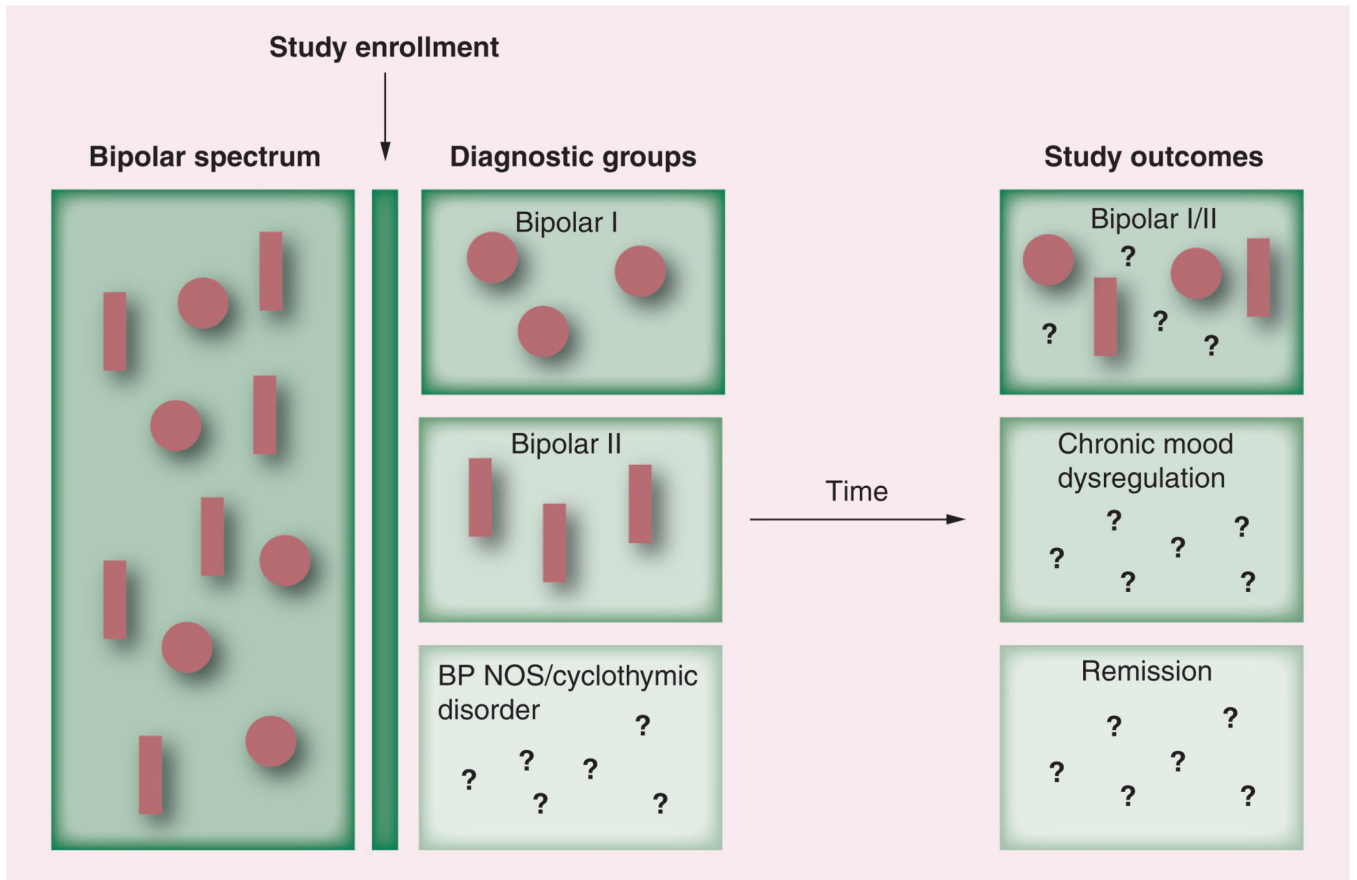 Study enrollment
Bipolar spectrum
Diagnostic groups
Study outcomes
Bipolar I
Bipolar I/II
?
?
?
?
Bipolar II
Chronic mood
dysregulation
?
?
?
?
?
?
Time
BP NOS/cyclothymic
disorder
?
?
?
?
?
?
Remission
?
?
?
?
?
?